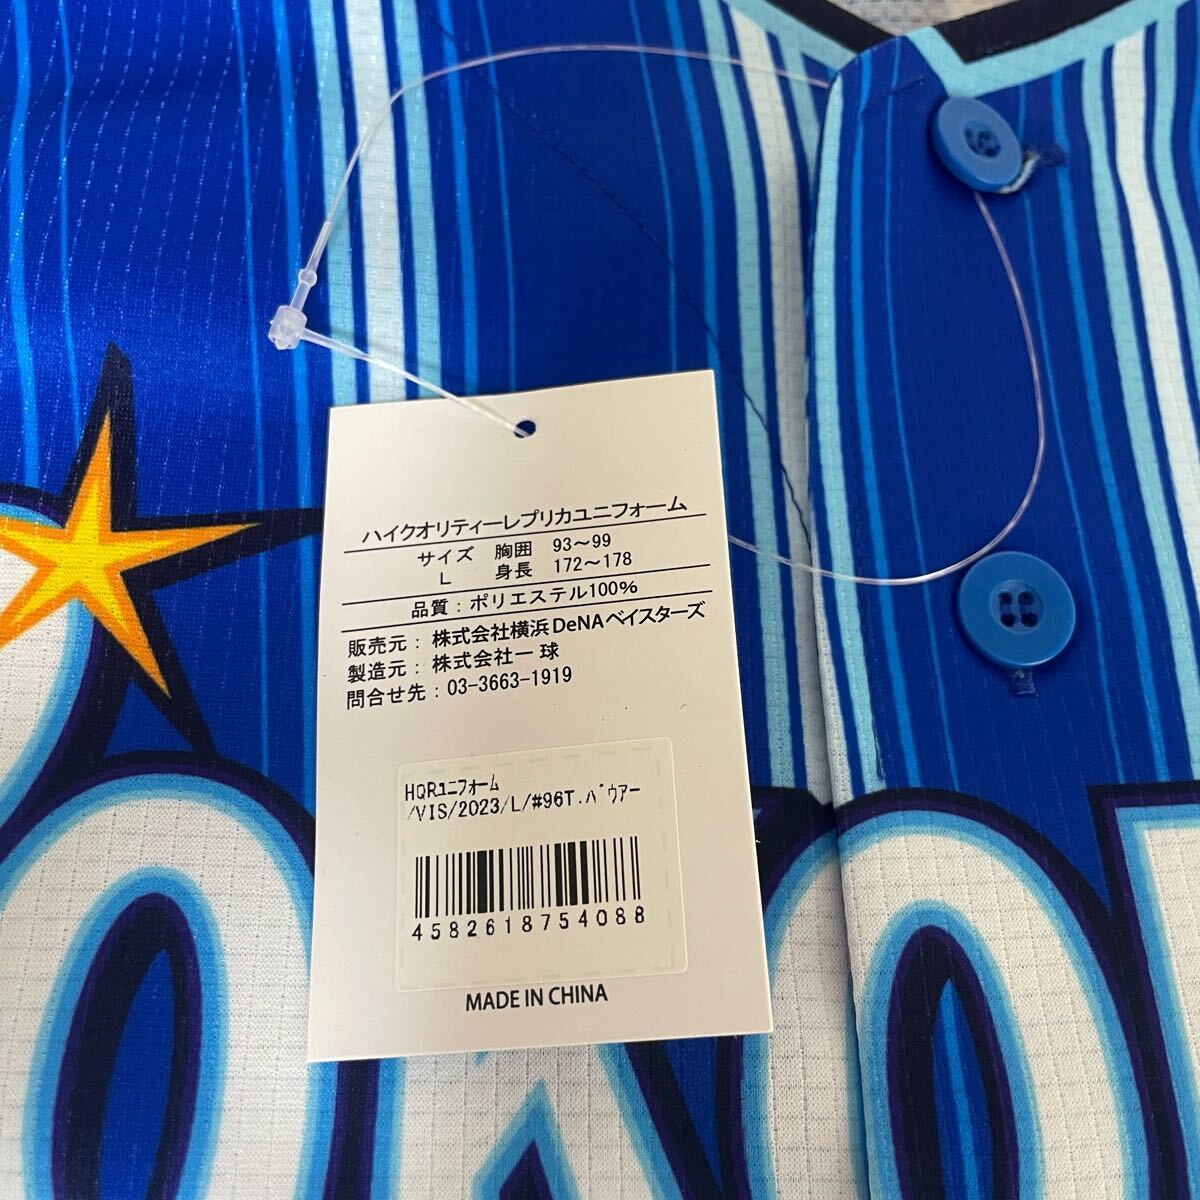 ハイクオリティーレプリカユニフォーム
サイズ 胸囲 93〜99
L 身長 172〜178
品質：ポリエステル100%
販売元：株式会社横浜DeNAベイスターズ
製造元：株式会社一球
問合せ先：03-3663-1919
HQRﾕﾆﾌｫｰﾑ
/VIS/2023/L/#96T.ﾊﾞｳｱｰ
4582618754088
MADE IN CHINA